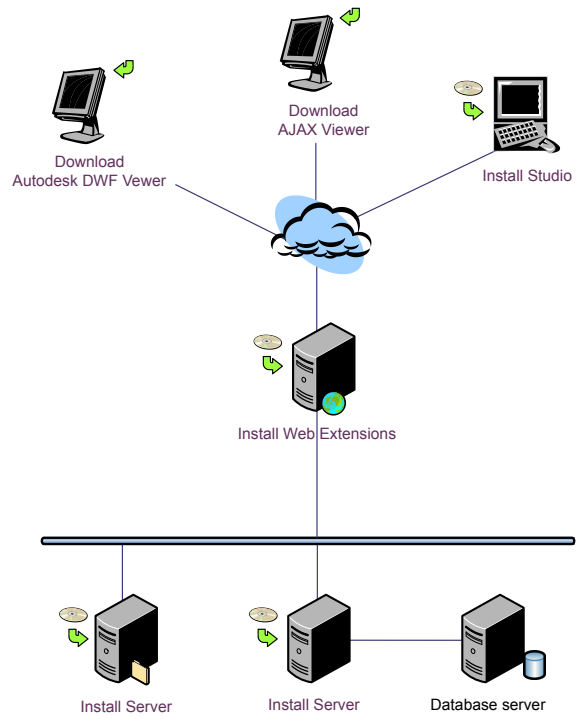 Download
AJAX Viewer
Download
Autodesk DWF Vewer
Install Studio
Install Web Extensions
Install Server
Install Server
Database server